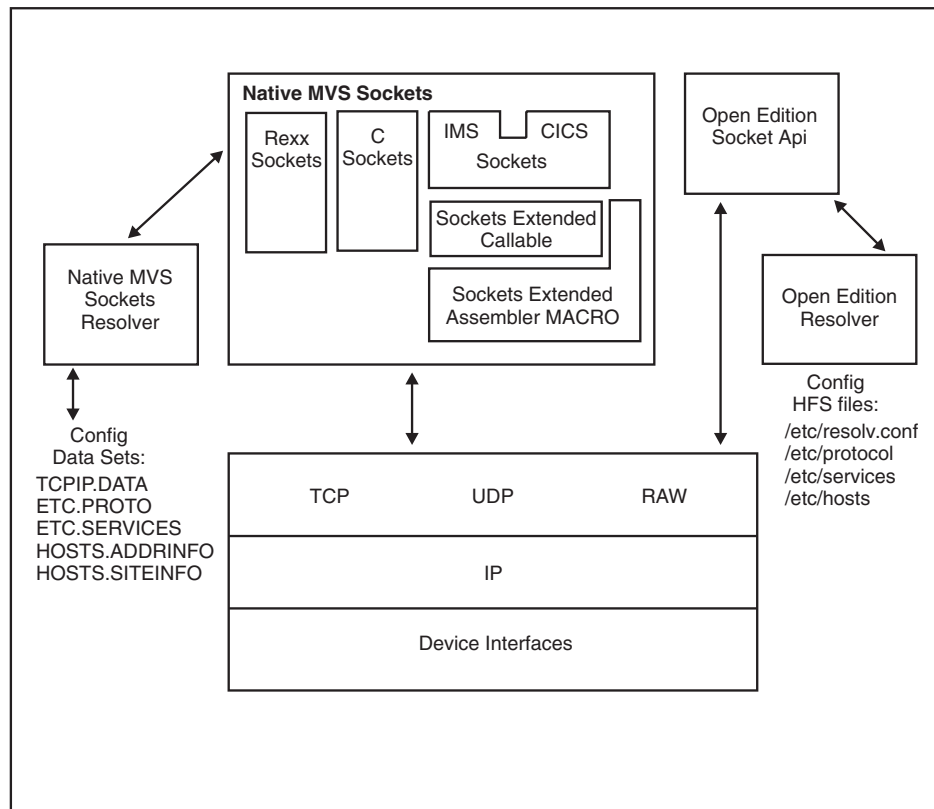 Native MVS Sockets
Rexx
Sockets
C
Sockets
IMS CICS
Sockets
Sockets Extended
Callable
Sockets Extended
Assembler MACRO
Open Edition
Socket Api
Native MVS
Sockets
Resolver
Open Edition
Resolver
Config
Data Sets:
TCPIP.DATA
ETC.PROTO
ETC.SERVICES
HOSTS.ADDRINFO
HOSTS.SITEINFO
Config
HFS files:
/etc/resolv.conf
/etc/protocol
/etc/services
/etc/hosts
TCP UDP RAW
IP
Device Interfaces